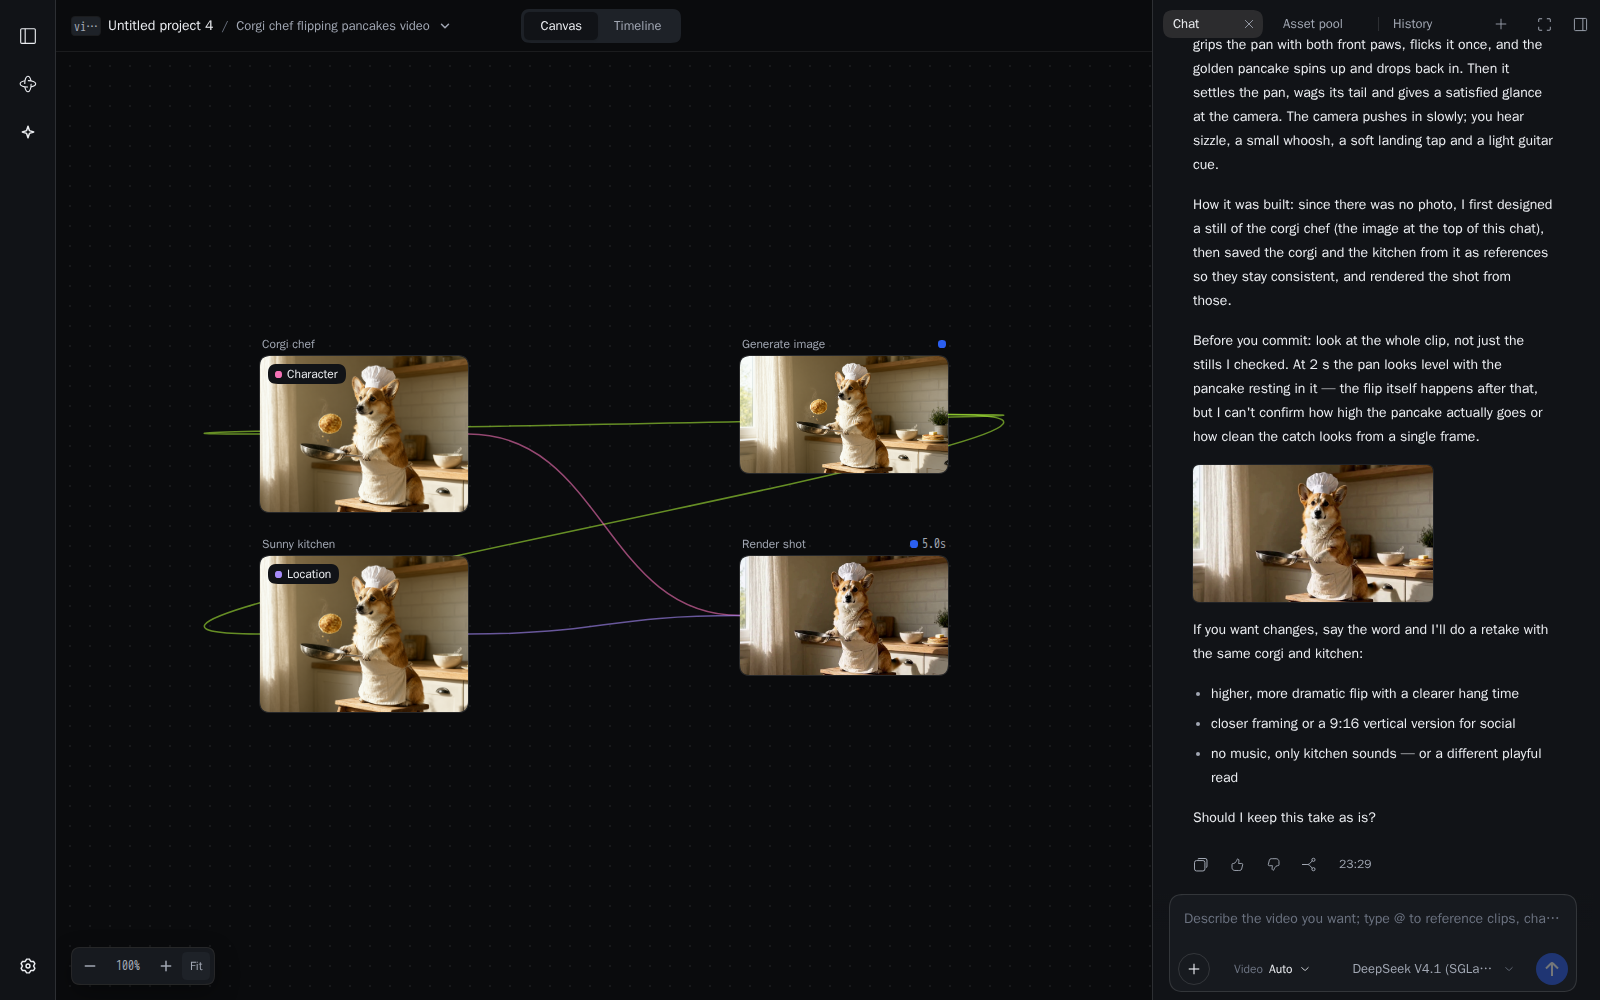 vi···
Untitled project 4 / Corgi chef flipping pancakes video
Canvas
Timeline
Corgi chef
Character
Generate image
Sunny kitchen
Location
Render shot
5.0s
100%
Fit
Chat
Asset pool
History
grips the pan with both front paws, flicks it once, and the
golden pancake spins up and drops back in. Then it
settles the pan, wags its tail and gives a satisfied glance
at the camera. The camera pushes in slowly; you hear
sizzle, a small whoosh, a soft landing tap and a light guitar
cue.
How it was built: since there was no photo, I first designed
a still of the corgi chef (the image at the top of this chat),
then saved the corgi and the kitchen from it as references
so they stay consistent, and rendered the shot from
those.
Before you commit: look at the whole clip, not just the
stills I checked. At 2 s the pan looks level with the
pancake resting in it — the flip itself happens after that,
but I can't confirm how high the pancake actually goes or
how clean the catch looks from a single frame.
If you want changes, say the word and I'll do a retake with
the same corgi and kitchen:
• higher, more dramatic flip with a clearer hang time
• closer framing or a 9:16 vertical version for social
• no music, only kitchen sounds — or a different playful
read
Should I keep this take as is?
23:29
Describe the video you want; type @ to reference clips, cha···
Video Auto
DeepSeek V4.1 (SGLa···